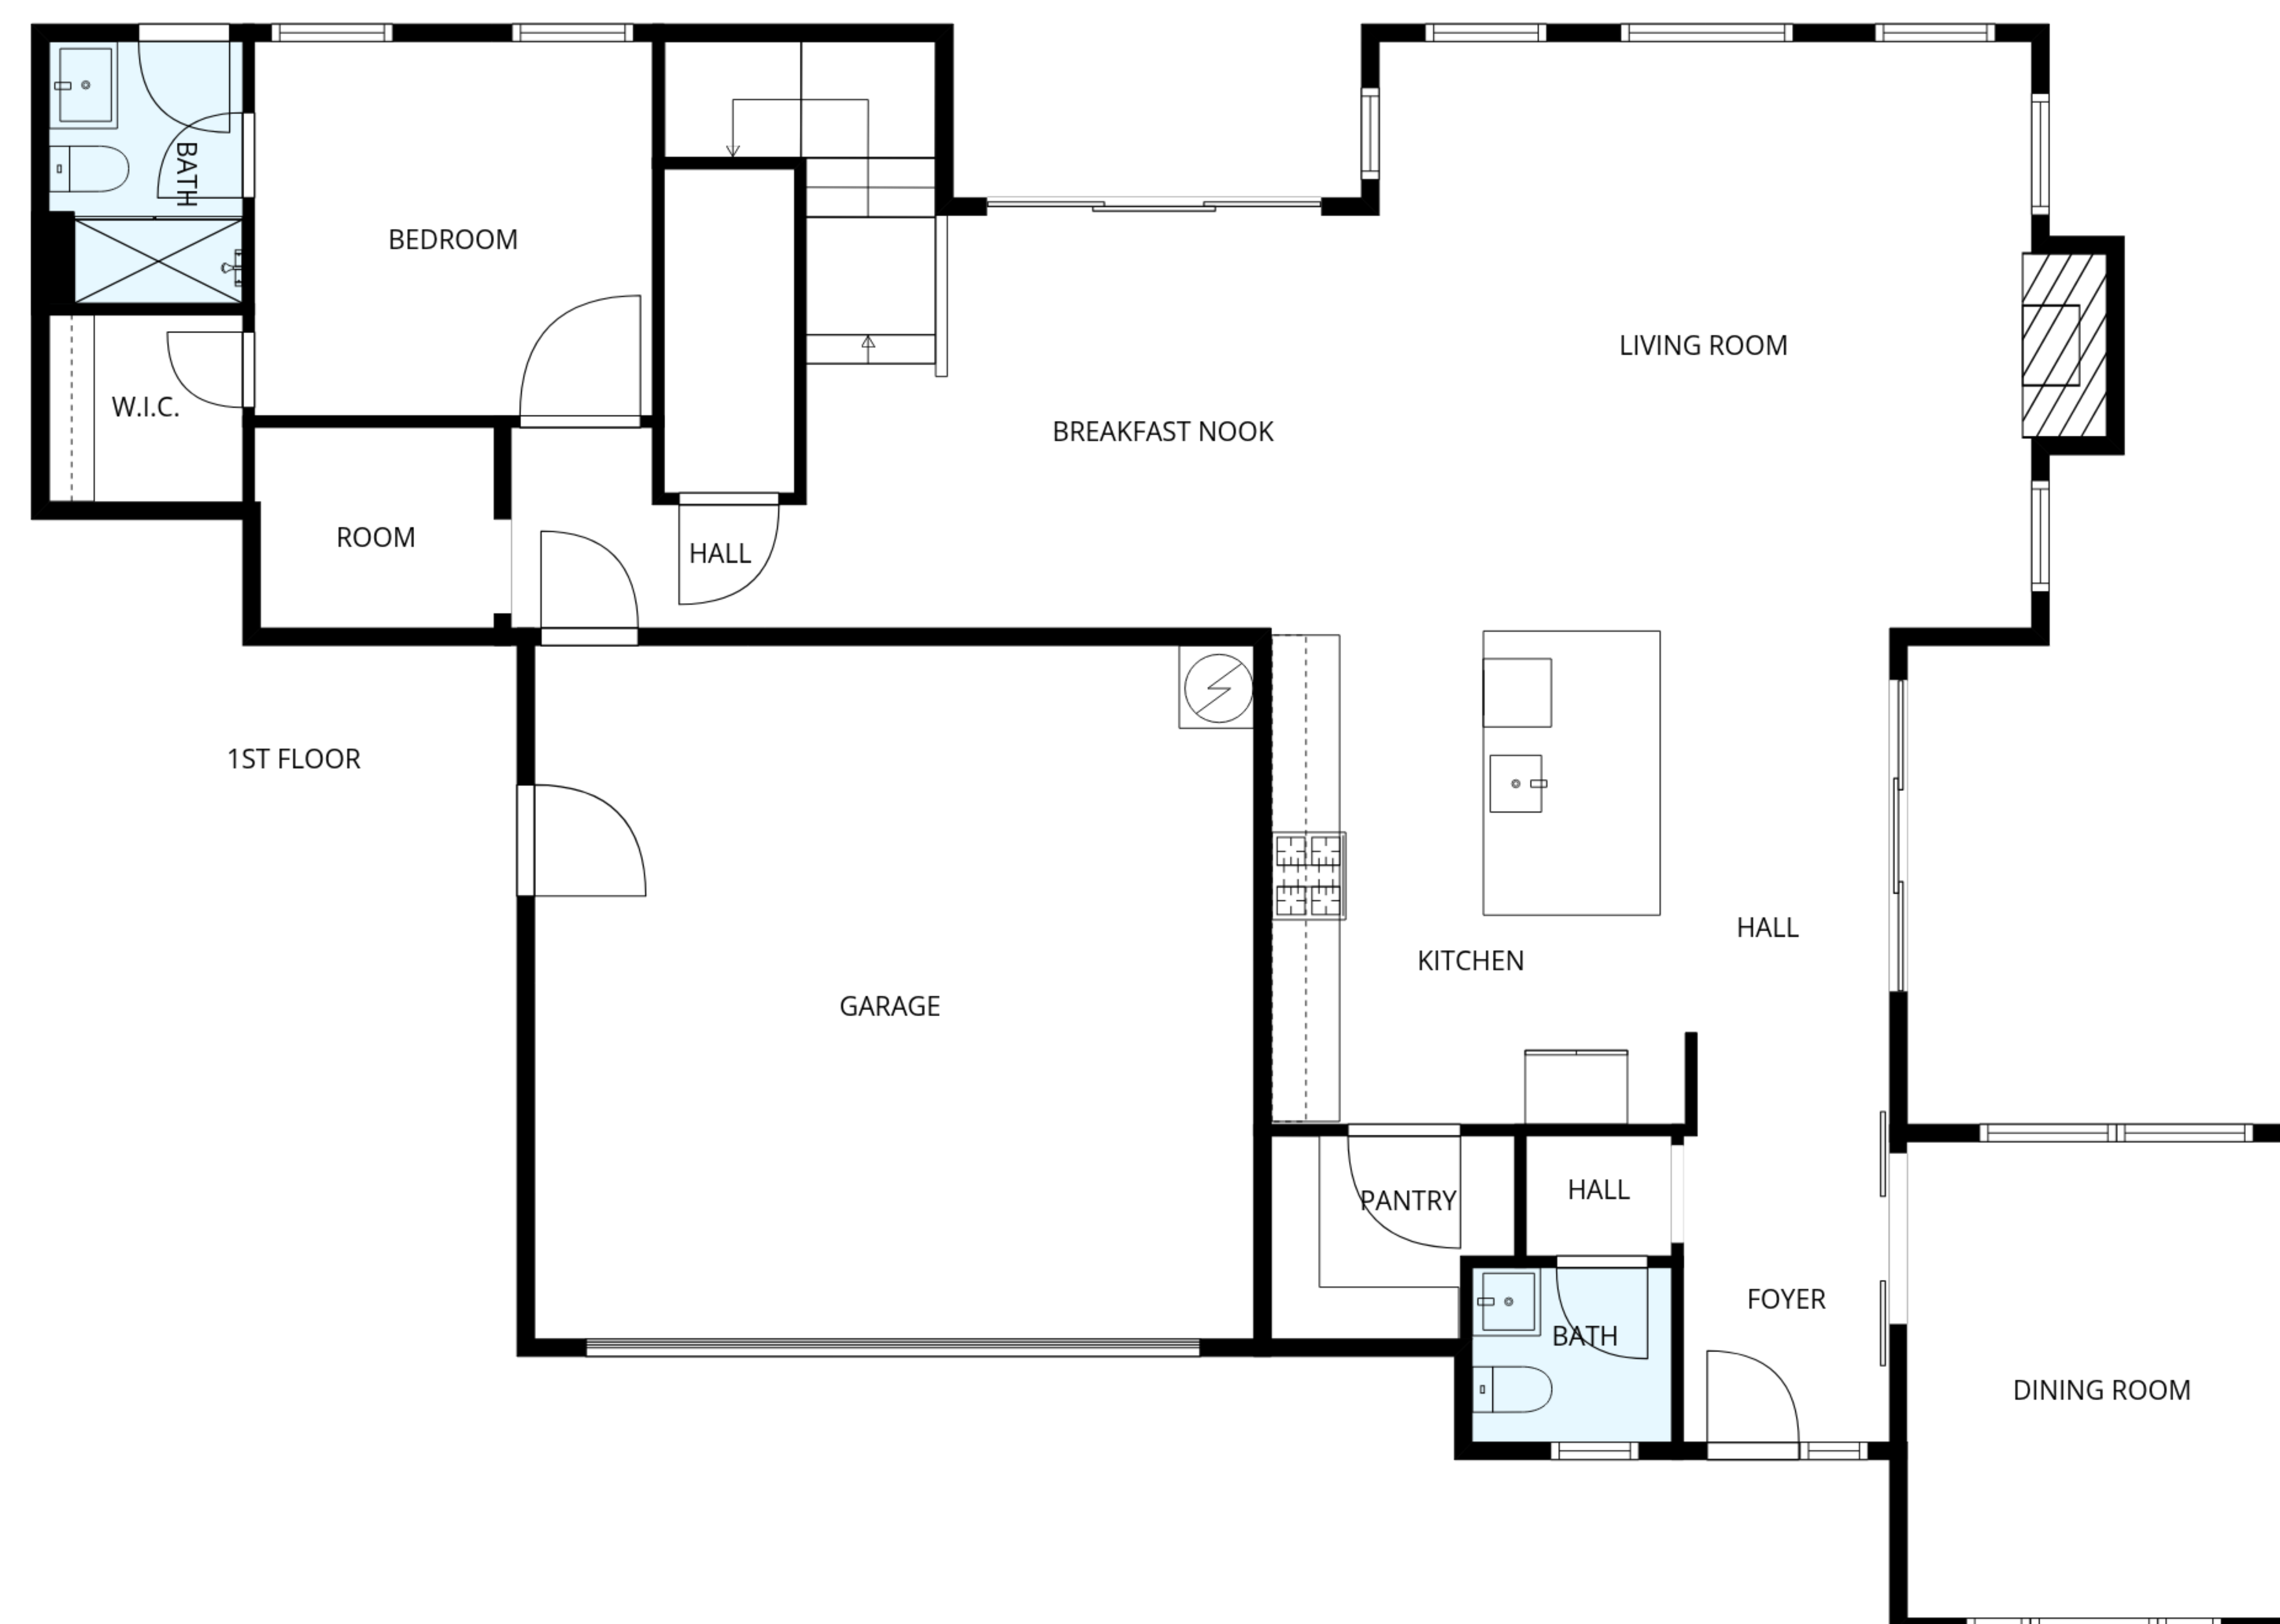 BATH
BEDROOM
LIVING ROOM
W.I.C.
BREAKFAST NOOK
ROOM
HALL
1ST FLOOR
HALL
KITCHEN
GARAGE
HALL
PANTRY
FOYER
BATH
DINING ROOM